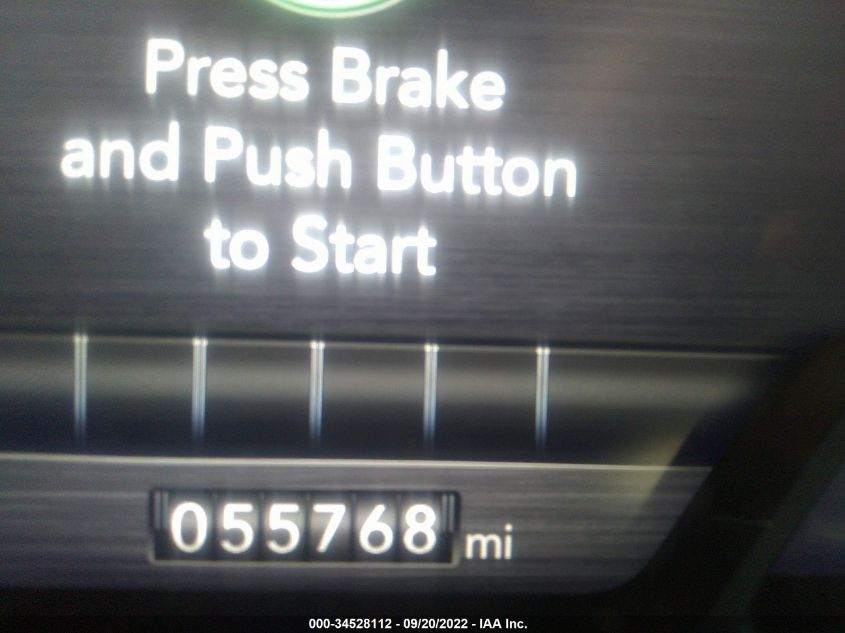 Press Brake
and Push Button
to Start
055768 mi
000-34528112 - 09/20/2022 - IAA Inc.